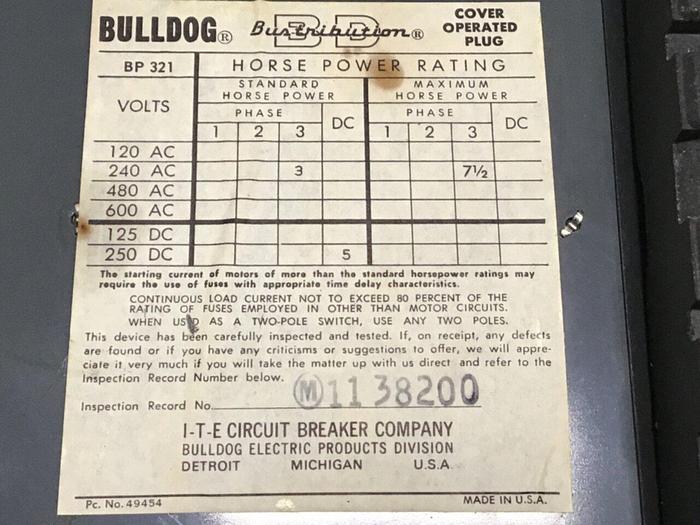 BULLDOG® BD Bustribution® COVER OPERATED PLUG
BP 321 HORSE POWER RATING
VOLTS STANDARD HORSE POWER MAXIMUM HORSE POWER
PHASE DC PHASE DC
1 2 3 1 2 3
120 AC
240 AC 3 7½
480 AC
600 AC
125 DC
250 DC 5
The starting current of motors of more than the standard horsepower ratings may
require the use of fuses with appropriate time delay characteristics.
CONTINUOUS LOAD CURRENT NOT TO EXCEED 80 PERCENT OF THE
RATING OF FUSES EMPLOYED IN OTHER THAN MOTOR CIRCUITS.
WHEN USED AS A TWO-POLE SWITCH, USE ANY TWO POLES.
This device has been carefully inspected and tested. If, on receipt, any defects
are found or if you have any criticisms or suggestions to offer, we will appre-
ciate it very much if you will take the matter up with us direct and refer to the
Inspection Record Number below.
Inspection Record No. Ⓜ 11 38200
I-T-E CIRCUIT BREAKER COMPANY
BULLDOG ELECTRIC PRODUCTS DIVISION
DETROIT MICHIGAN U.S.A.
Pc. No. 49454 MADE IN U.S.A.